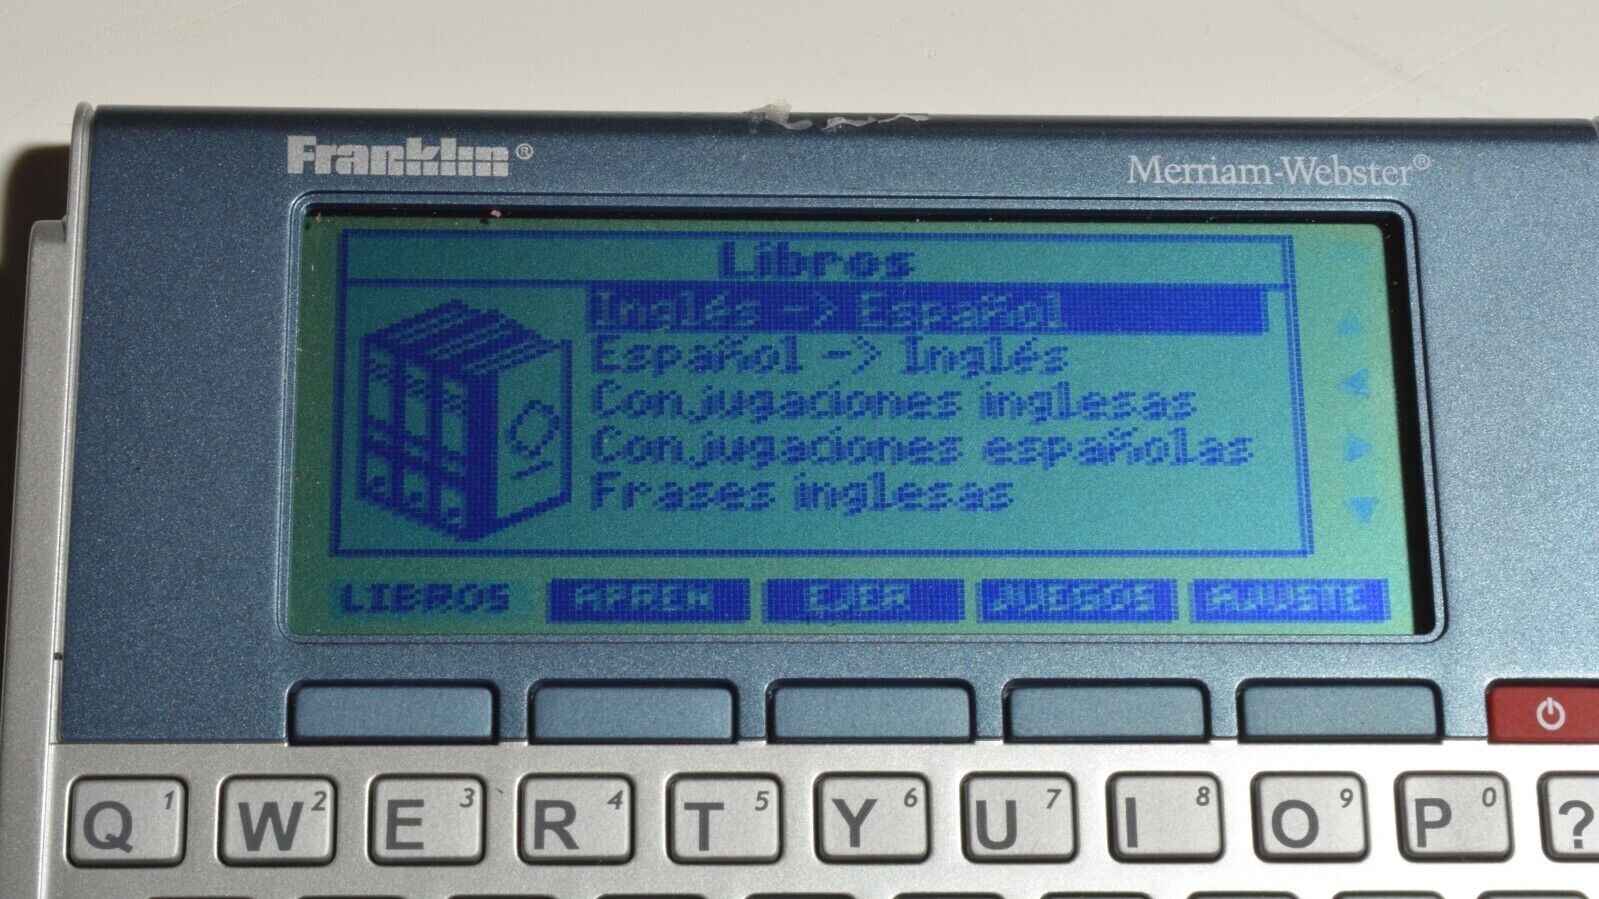 Franklin®
Merriam-Webster®
Libros
Inglés -> Español
Español -> Inglés
Conjugaciones inglesas
Conjugaciones españolas
Frases inglesas
LIBROS APREN EJER JUEGOS AJUSTE
Q 1 W 2 E 3 R 4 T 5 Y 6 U 7 I 8 O 9 P 0 ?